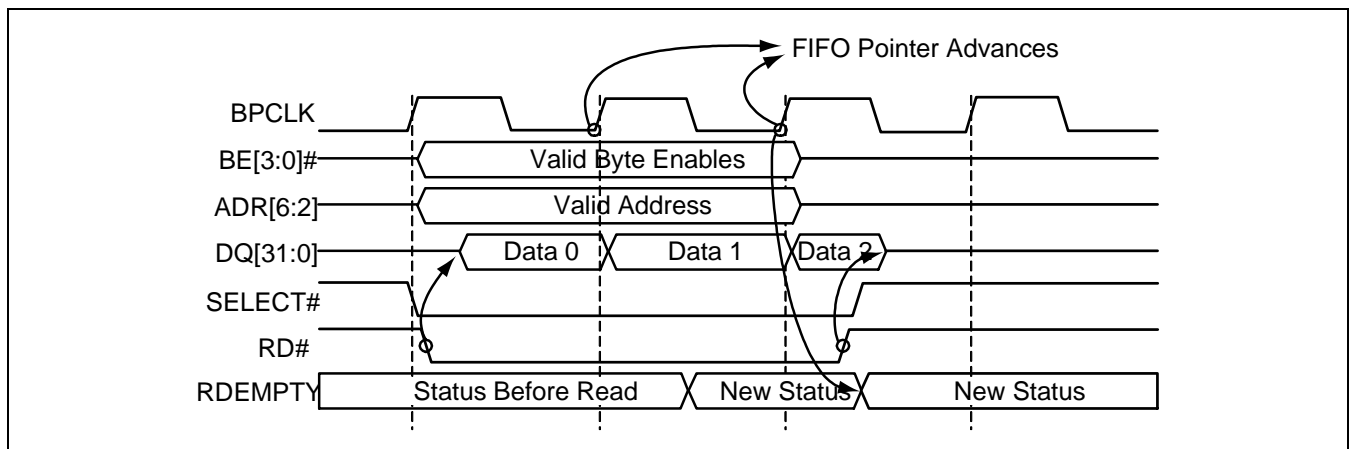 FIFO Pointer Advances
BPCLK
BE[3:0]# Valid Byte Enables
ADR[6:2] Valid Address
DQ[31:0] Data 0 Data 1 Data 2
SELECT#
RD#
RDEMPTY Status Before Read New Status New Status